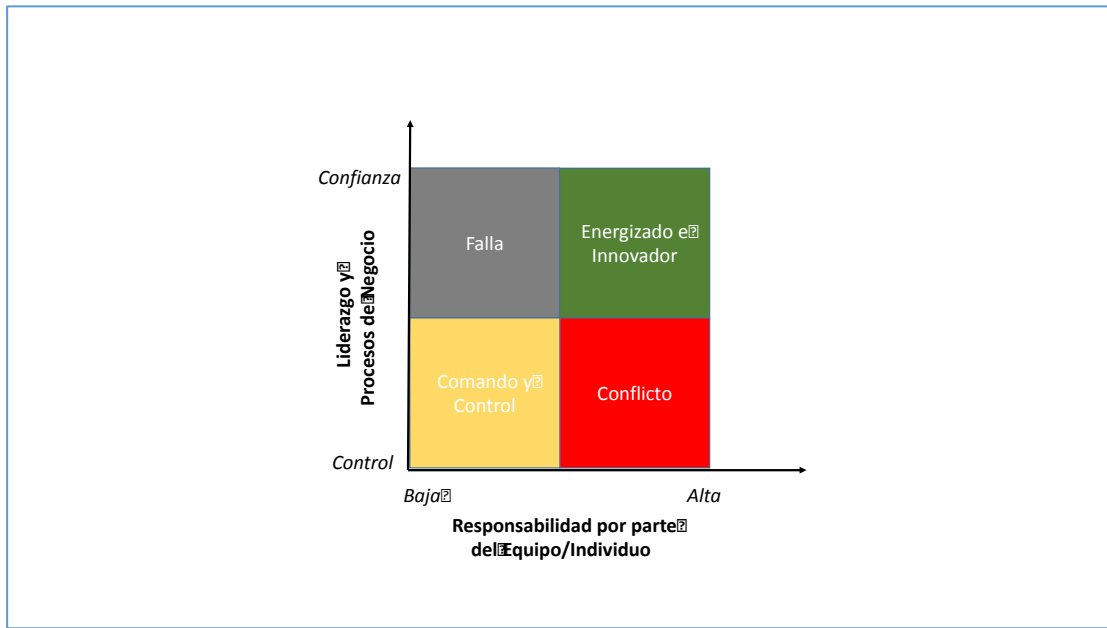 Confianza
Falla
Energizado e
Innovador
Liderazgo y
Procesos de Negocio
Comando y
Control
Conflicto
Control
Baja
Alta
Responsabilidad por parte
del Equipo/Individuo